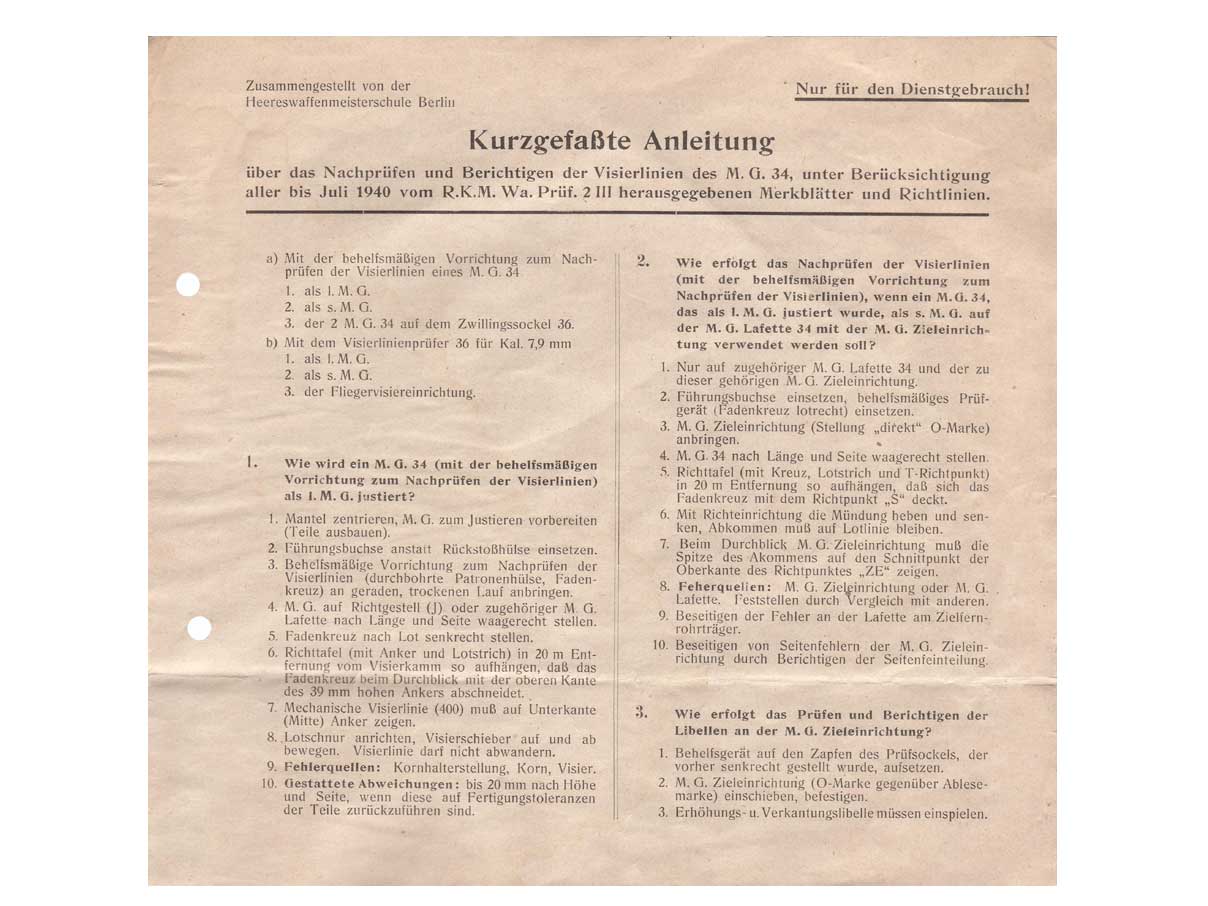 Zusammengestellt von der
Heereswaffenmeisterschule Berlin
Nur für den Dienstgebrauch!
Kurzgefaßte Anleitung
über das Nachprüfen und Berichtigen der Visierlinien des M. G. 34, unter Berücksichtigung
aller bis Juli 1940 vom R.K.M. Wa. Prüf. 2 III herausgegebenen Merkblätter und Richtlinien.
a) Mit der behelfsmäßigen Vorrichtung zum Nach-
prüfen der Visierlinien eines M. G. 34
1. als l. M. G.
2. als s. M. G.
3. der 2 M. G. 34 auf dem Zwillingssockel 36.
b) Mit dem Visierlinienprüfer 36 für Kal. 7,9 mm
1. als l. M. G.
2. als s. M. G.
3. der Fliegervisiereinrichtung.
1. Wie wird ein M. G. 34 (mit der behelfsmäßigen
Vorrichtung zum Nachprüfen der Visierlinien)
als l. M. G. justiert?
1. Mantel zentrieren, M. G. zum Justieren vorbereiten
(Teile ausbauen).
2. Führungsbuchse anstatt Rückstoßhülse einsetzen.
3. Behelfsmäßige Vorrichtung zum Nachprüfen der
Visierlinien (durchbohrte Patronenhülse, Faden-
kreuz) an geraden, trockenen Lauf anbringen.
4. M. G. auf Richtgestell (J) oder zugehöriger M. G.
Lafette nach Länge und Seite waagerecht stellen.
5. Fadenkreuz nach Lot senkrecht stellen.
6. Richttafel (mit Anker und Lotstrich) in 20 m Ent-
fernung vom Visierkamm so aufhängen, daß das
Fadenkreuz beim Durchblick mit der oberen Kante
des 39 mm hohen Ankers abschneidet.
7. Mechanische Visierlinie (400) muß auf Unterkante
(Mitte) Anker zeigen.
8. Lotschnur anrichten, Visierschieber auf und ab
bewegen. Visierlinie darf nicht abwandern.
9. Fehlerquellen: Kornhalterstellung, Korn, Visier.
10. Gestattete Abweichungen: bis 20 mm nach Höhe
und Seite, wenn diese auf Fertigungstoleranzen
der Teile zurückzuführen sind.
2. Wie erfolgt das Nachprüfen der Visierlinien
(mit der behelfsmäßigen Vorrichtung zum
Nachprüfen der Visierlinien), wenn ein M. G. 34,
das als l. M. G. justiert wurde, als s. M. G. auf
der M. G. Lafette 34 mit der M. G. Zieleinrich-
tung verwendet werden soll?
1. Nur auf zugehöriger M. G. Lafette 34 und der zu
dieser gehörigen M. G. Zieleinrichtung.
2. Führungsbuchse einsetzen, behelfsmäßiges Prüf-
gerät (Fadenkreuz lotrecht) einsetzen.
3. M. G. Zieleinrichtung (Stellung „direkt“ O-Marke)
anbringen.
4. M. G. 34 nach Länge und Seite waagerecht stellen.
5. Richttafel (mit Kreuz, Lotstrich und T-Richtpunkt)
in 20 m Entfernung so aufhängen, daß sich das
Fadenkreuz mit dem Richtpunkt „S“ deckt.
6. Mit Richteinrichtung die Mündung heben und sen-
ken, Abkommen muß auf Lotlinie bleiben.
7. Beim Durchblick M. G. Zieleinrichtung muß die
Spitze des Akommens auf den Schnittpunkt der
Oberkante des Richtpunktes „ZE“ zeigen.
8. Feherquellen: M. G. Zieleinrichtung oder M. G.
Lafette. Feststellen durch Vergleich mit anderen.
9. Beseitigen der Fehler an der Lafette am Zielfern-
rohrträger.
10. Beseitigen von Seitenfehlern der M. G. Zielein-
richtung durch Berichtigen der Seitenfeinteilung.
3. Wie erfolgt das Prüfen und Berichtigen der
Libellen an der M. G. Zieleinrichtung?
1. Behelfsgerät auf den Zapfen des Prüfsockels, der
vorher senkrecht gestellt wurde, aufsetzen.
2. M. G. Zieleinrichtung (O-Marke gegenüber Ablese-
marke) einschieben, befestigen.
3. Erhöhungs- u. Verkantungslibelle müssen einspielen.